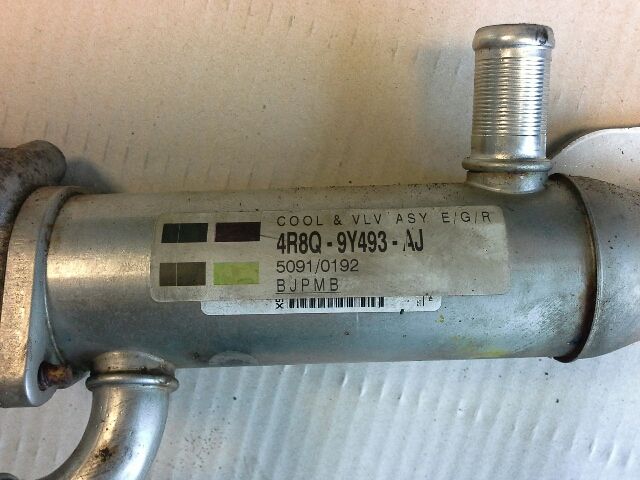 COOL & VLV ASY E/G/R
4R8Q-9Y493-AJ
5091/0192
BJPMB